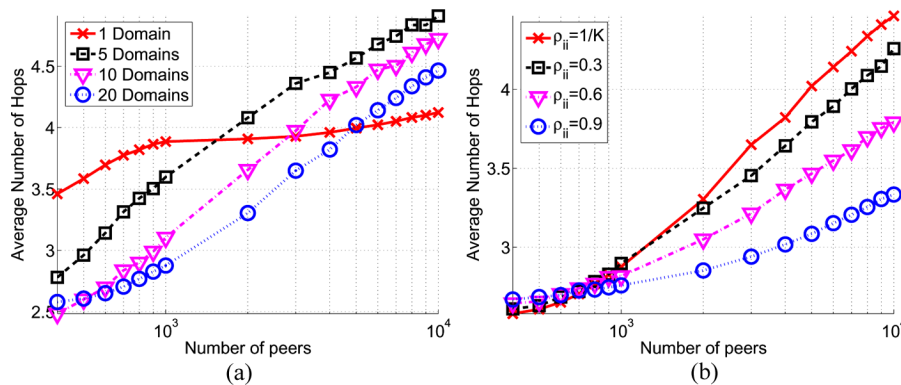 1 Domain
5 Domains
10 Domains
20 Domains
4.5
4
3.5
3
2.5
10³
10⁴
Average Number of Hops
Number of peers
(a)
ρii=1/K
ρii=0.3
ρii=0.6
ρii=0.9
4
3.5
3
10³
Average Number of Hops
Number of peers
(b)